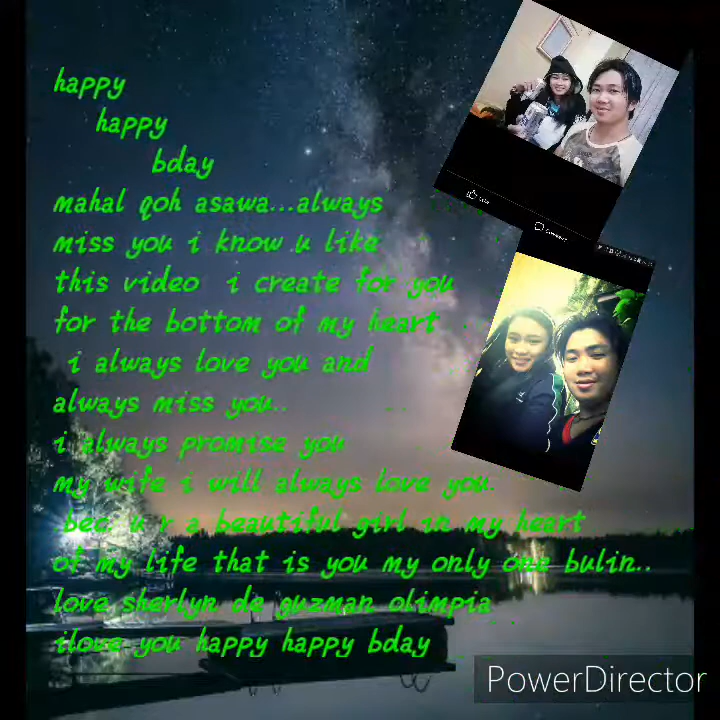 happy
happy
bday
mahal qoh asawa...always
miss you i know u like
this video i create for you
for the bottom of my heart
i always love you and
always miss you..
i always promise you
my wife i will always love you.
bec. u r a beautiful girl in my heart
of my life that is you my only one bulin..
love sherlyn de guzman olimpia
ilove you happy happy bday
Like
Comment
PowerDirector